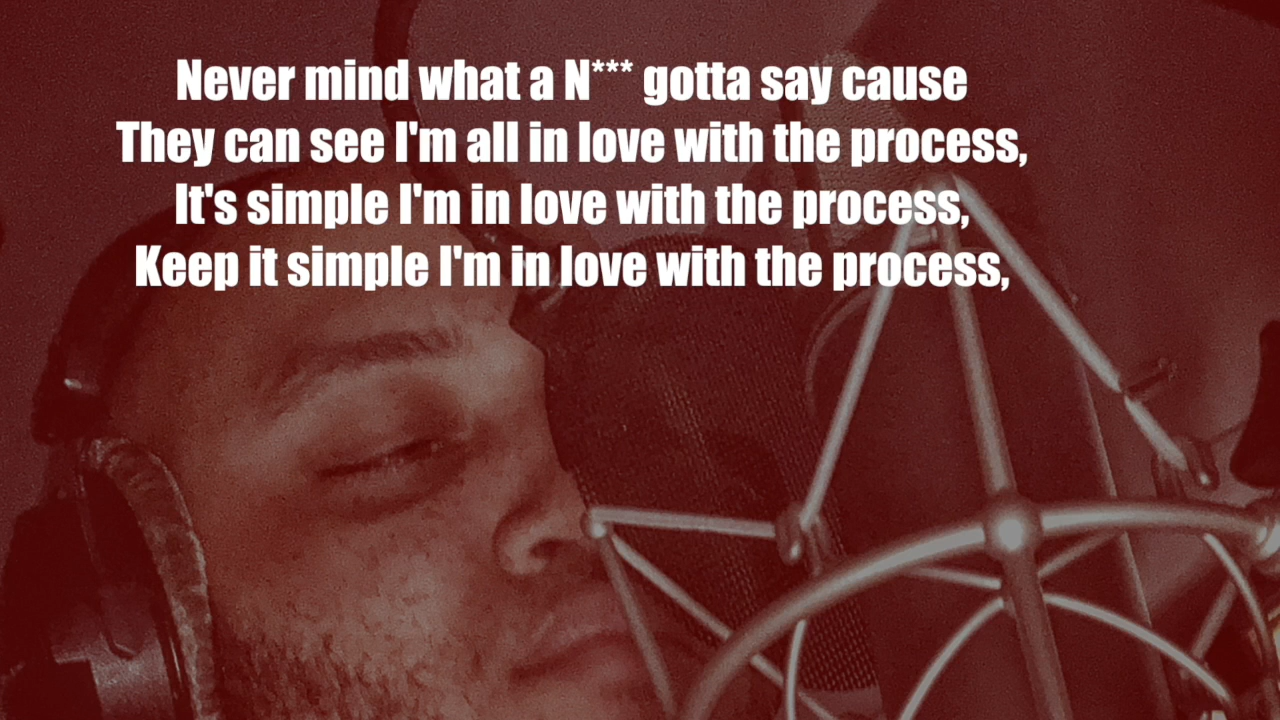 Never mind what a N*** gotta say cause
They can see I'm all in love with the process,
It's simple I'm in love with the process,
Keep it simple I'm in love with the process,